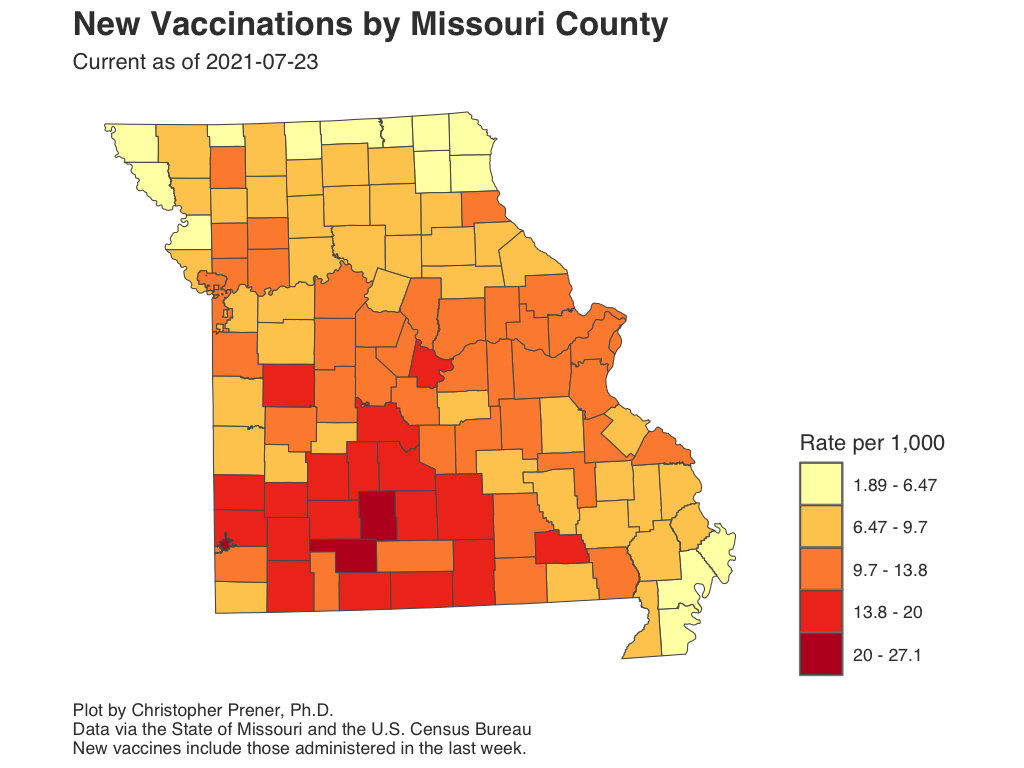 New Vaccinations by Missouri County
Current as of 2021-07-23
Rate per 1,000
1.89 - 6.47
6.47 - 9.7
9.7 - 13.8
13.8 - 20
20 - 27.1
Plot by Christopher Prener, Ph.D.
Data via the State of Missouri and the U.S. Census Bureau
New vaccines include those administered in the last week.